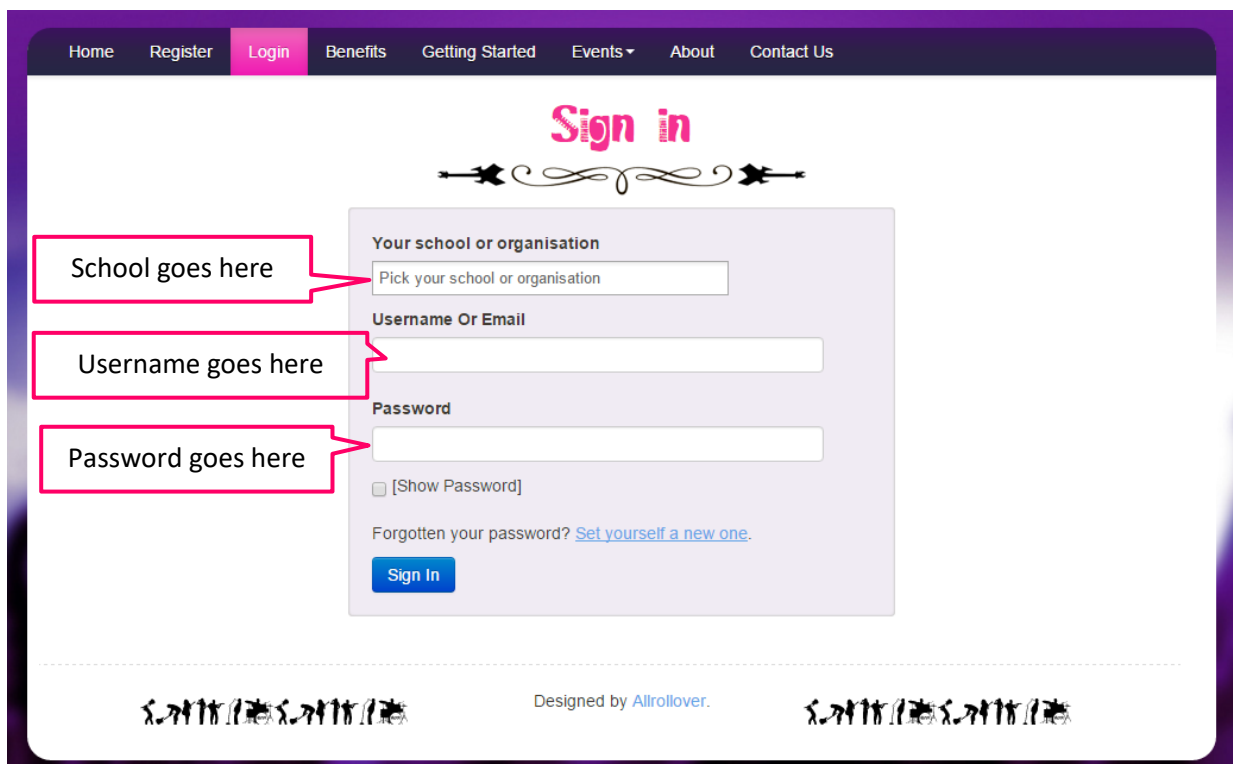 Home Register Login Benefits Getting Started Events About Contact Us
Sign in
Your school or organisation
School goes here
Pick your school or organisation
Username Or Email
Username goes here
Password
Password goes here
[Show Password]
Forgotten your password? Set yourself a new one.
Sign In
Designed by Allrollover.